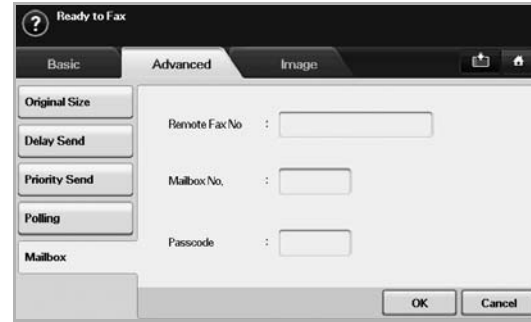 ? Ready to Fax
Basic Advanced Image
Original Size
Delay Send
Priority Send
Polling
Mailbox
Remote Fax No :
Mailbox No. :
Passcode :
OK Cancel